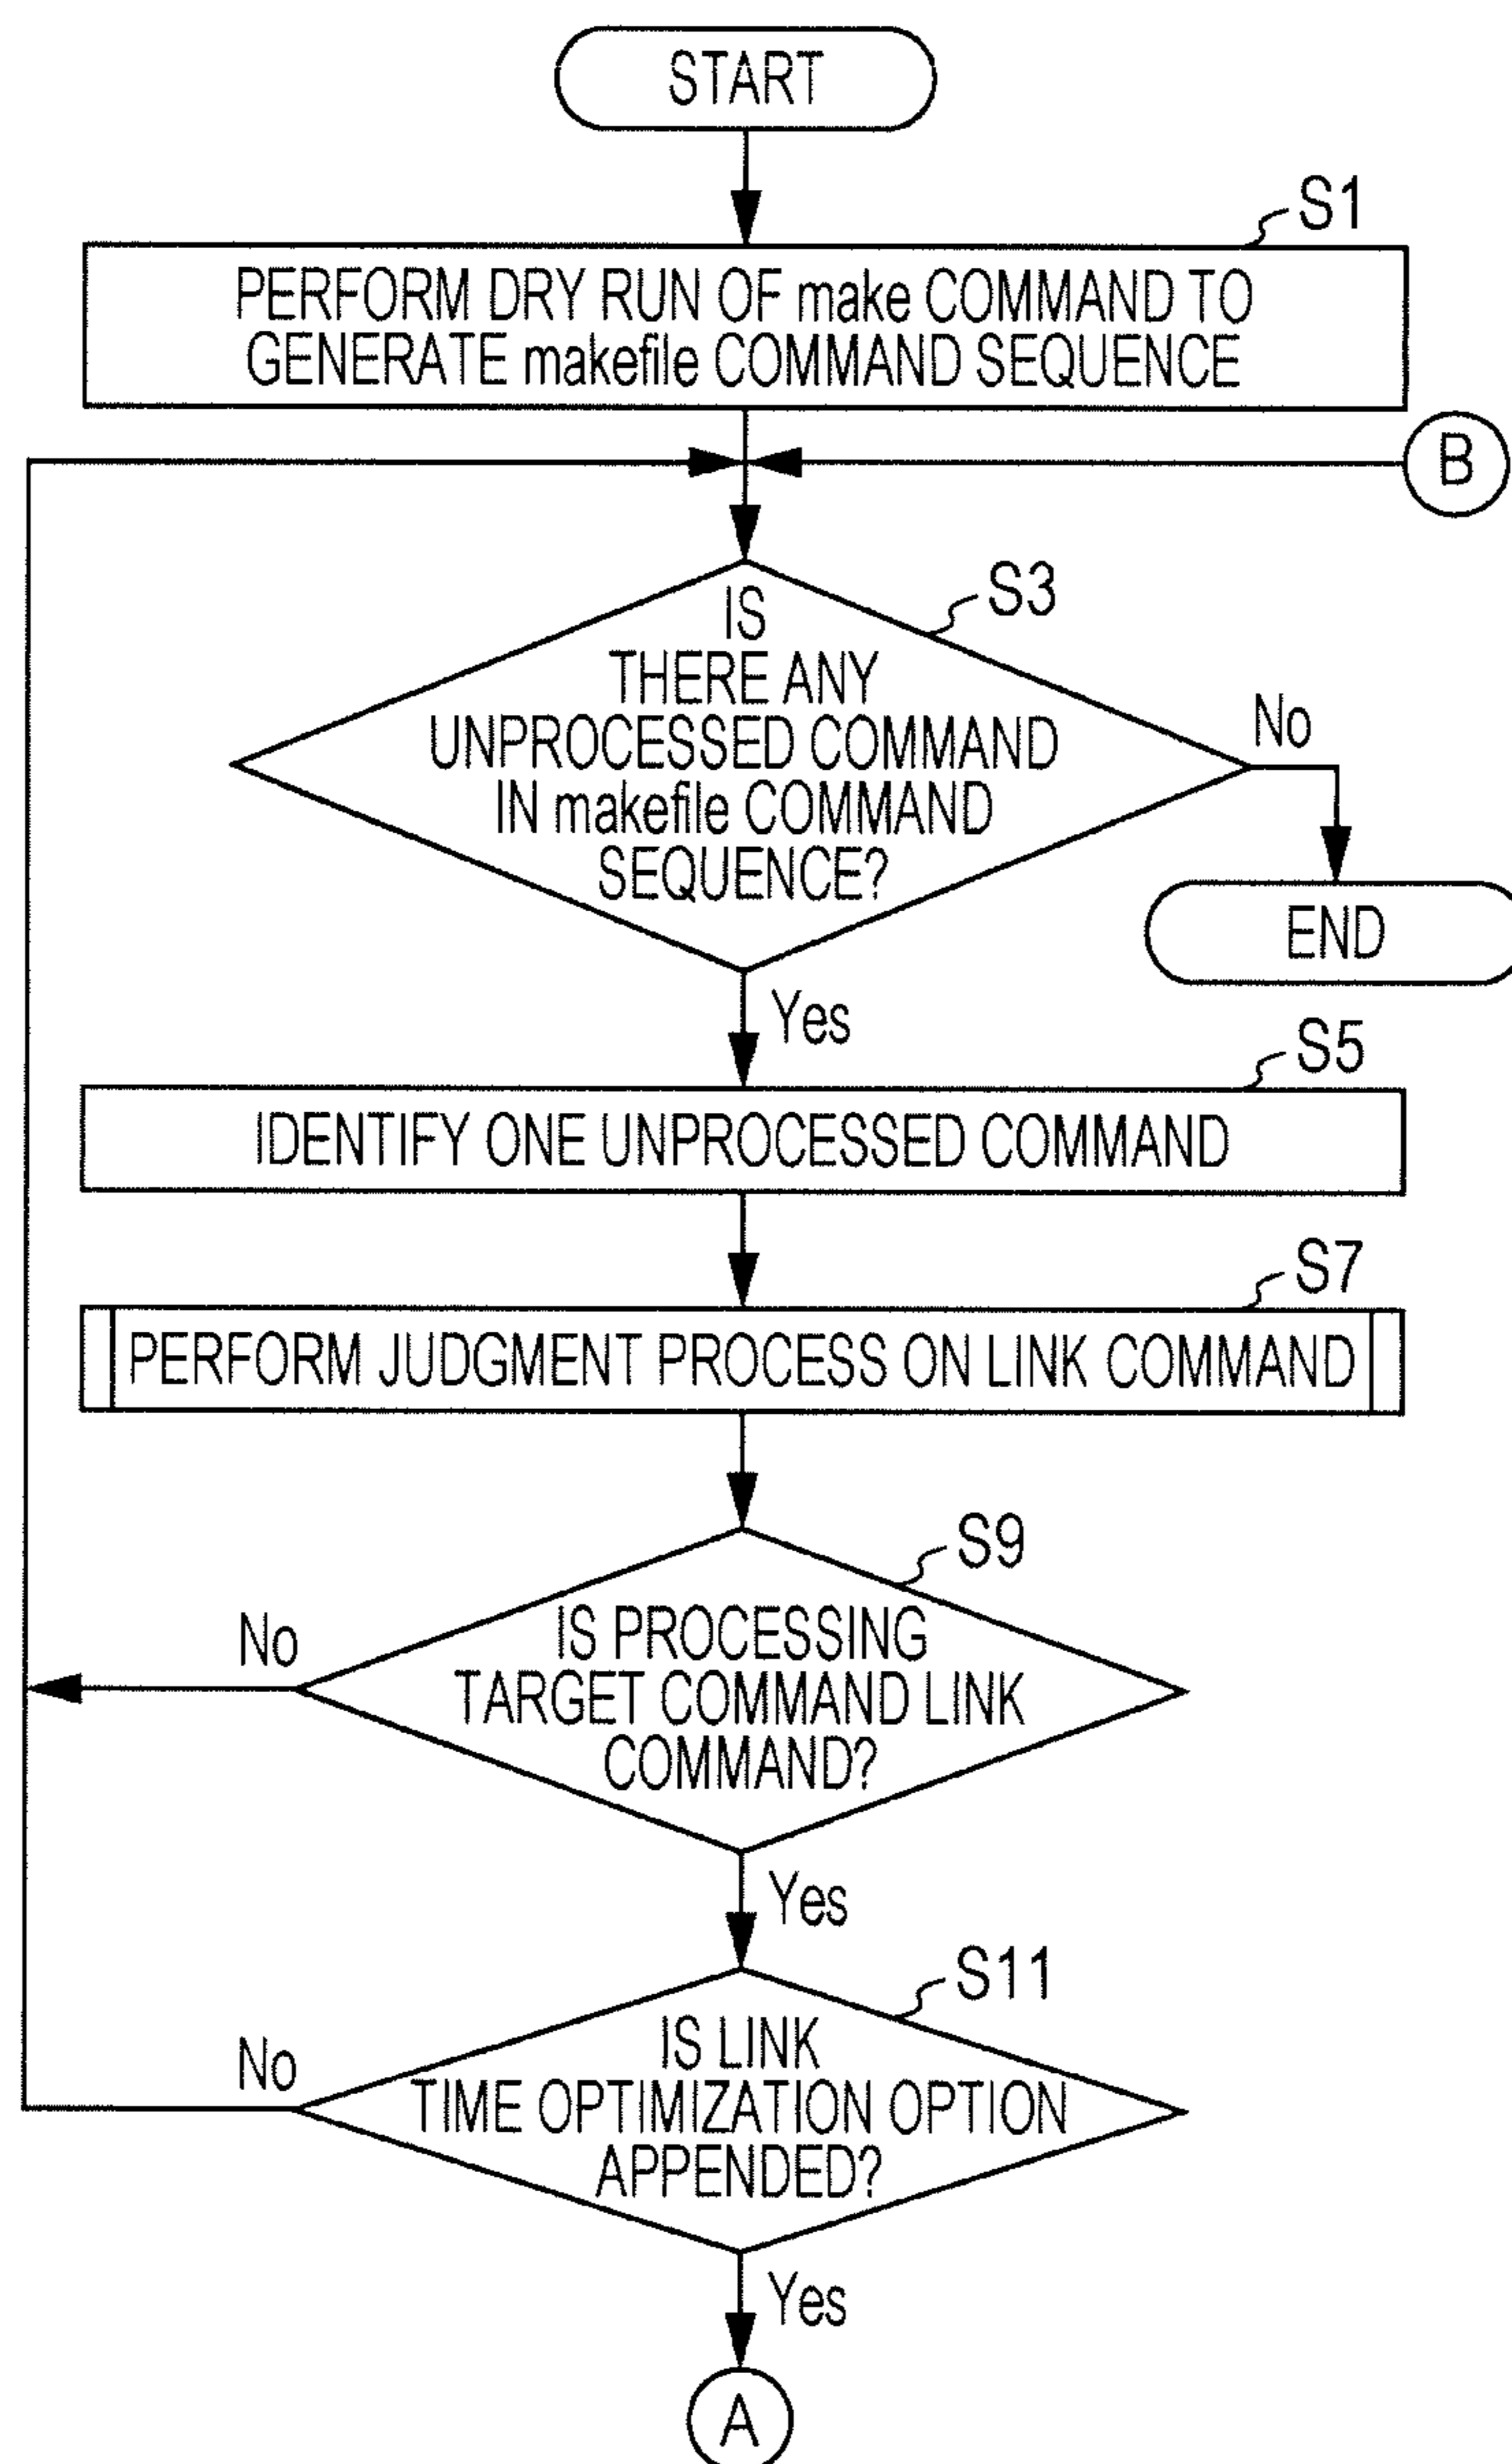 START
S1
PERFORM DRY RUN OF make COMMAND TO
GENERATE makefile COMMAND SEQUENCE
B
S3
IS
THERE ANY
UNPROCESSED COMMAND
IN makefile COMMAND
SEQUENCE?
No
END
Yes
S5
IDENTIFY ONE UNPROCESSED COMMAND
S7
PERFORM JUDGMENT PROCESS ON LINK COMMAND
S9
IS PROCESSING
TARGET COMMAND LINK
COMMAND?
No
Yes
S11
IS LINK
TIME OPTIMIZATION OPTION
APPENDED?
No
Yes
A